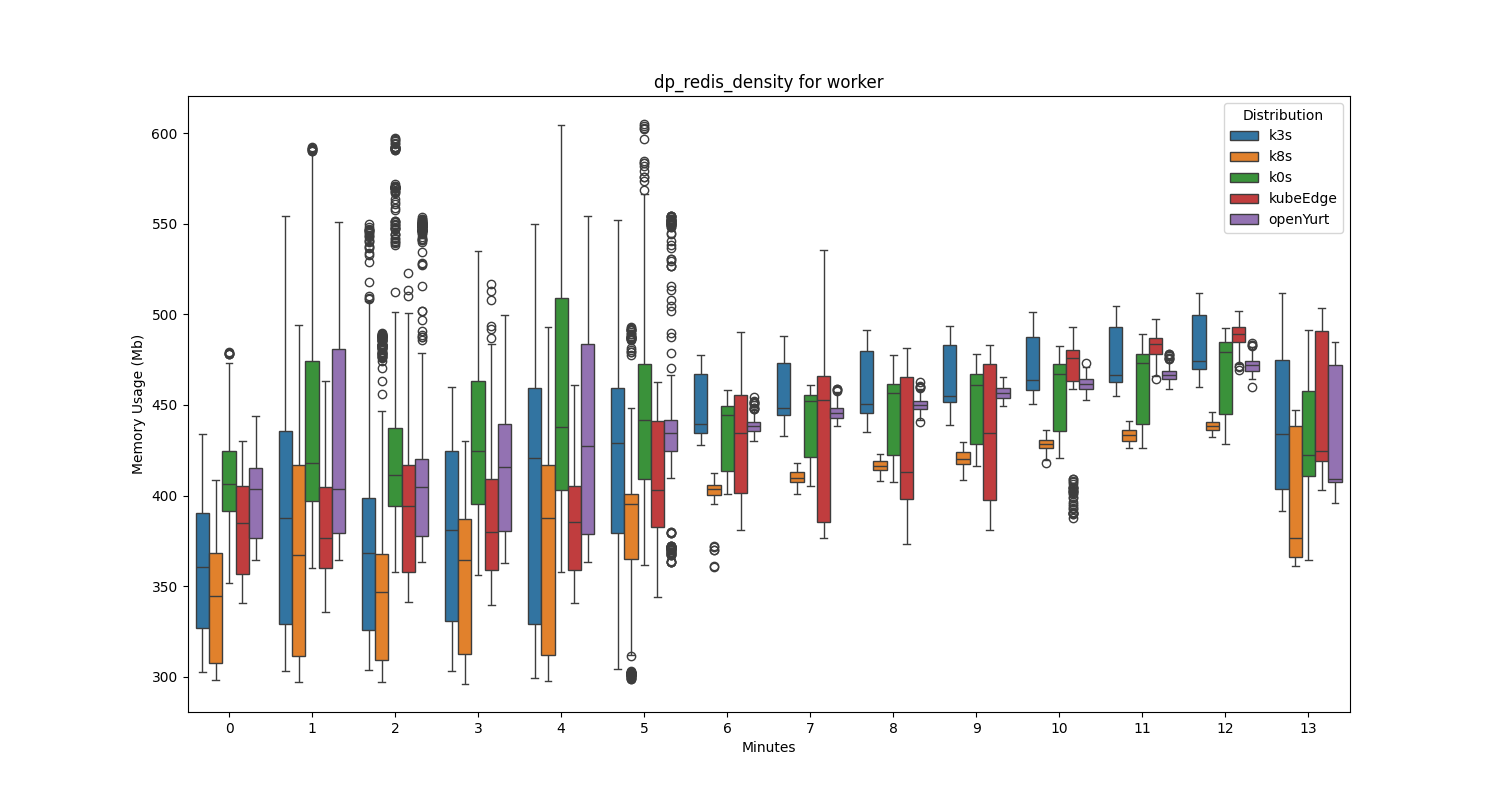 dp_redis_density for worker
Distribution
k3s
k8s
k0s
kubeEdge
openYurt
Memory Usage (Mb)
600
550
500
450
400
350
300
0 1 2 3 4 5 6 7 8 9 10 11 12 13
Minutes